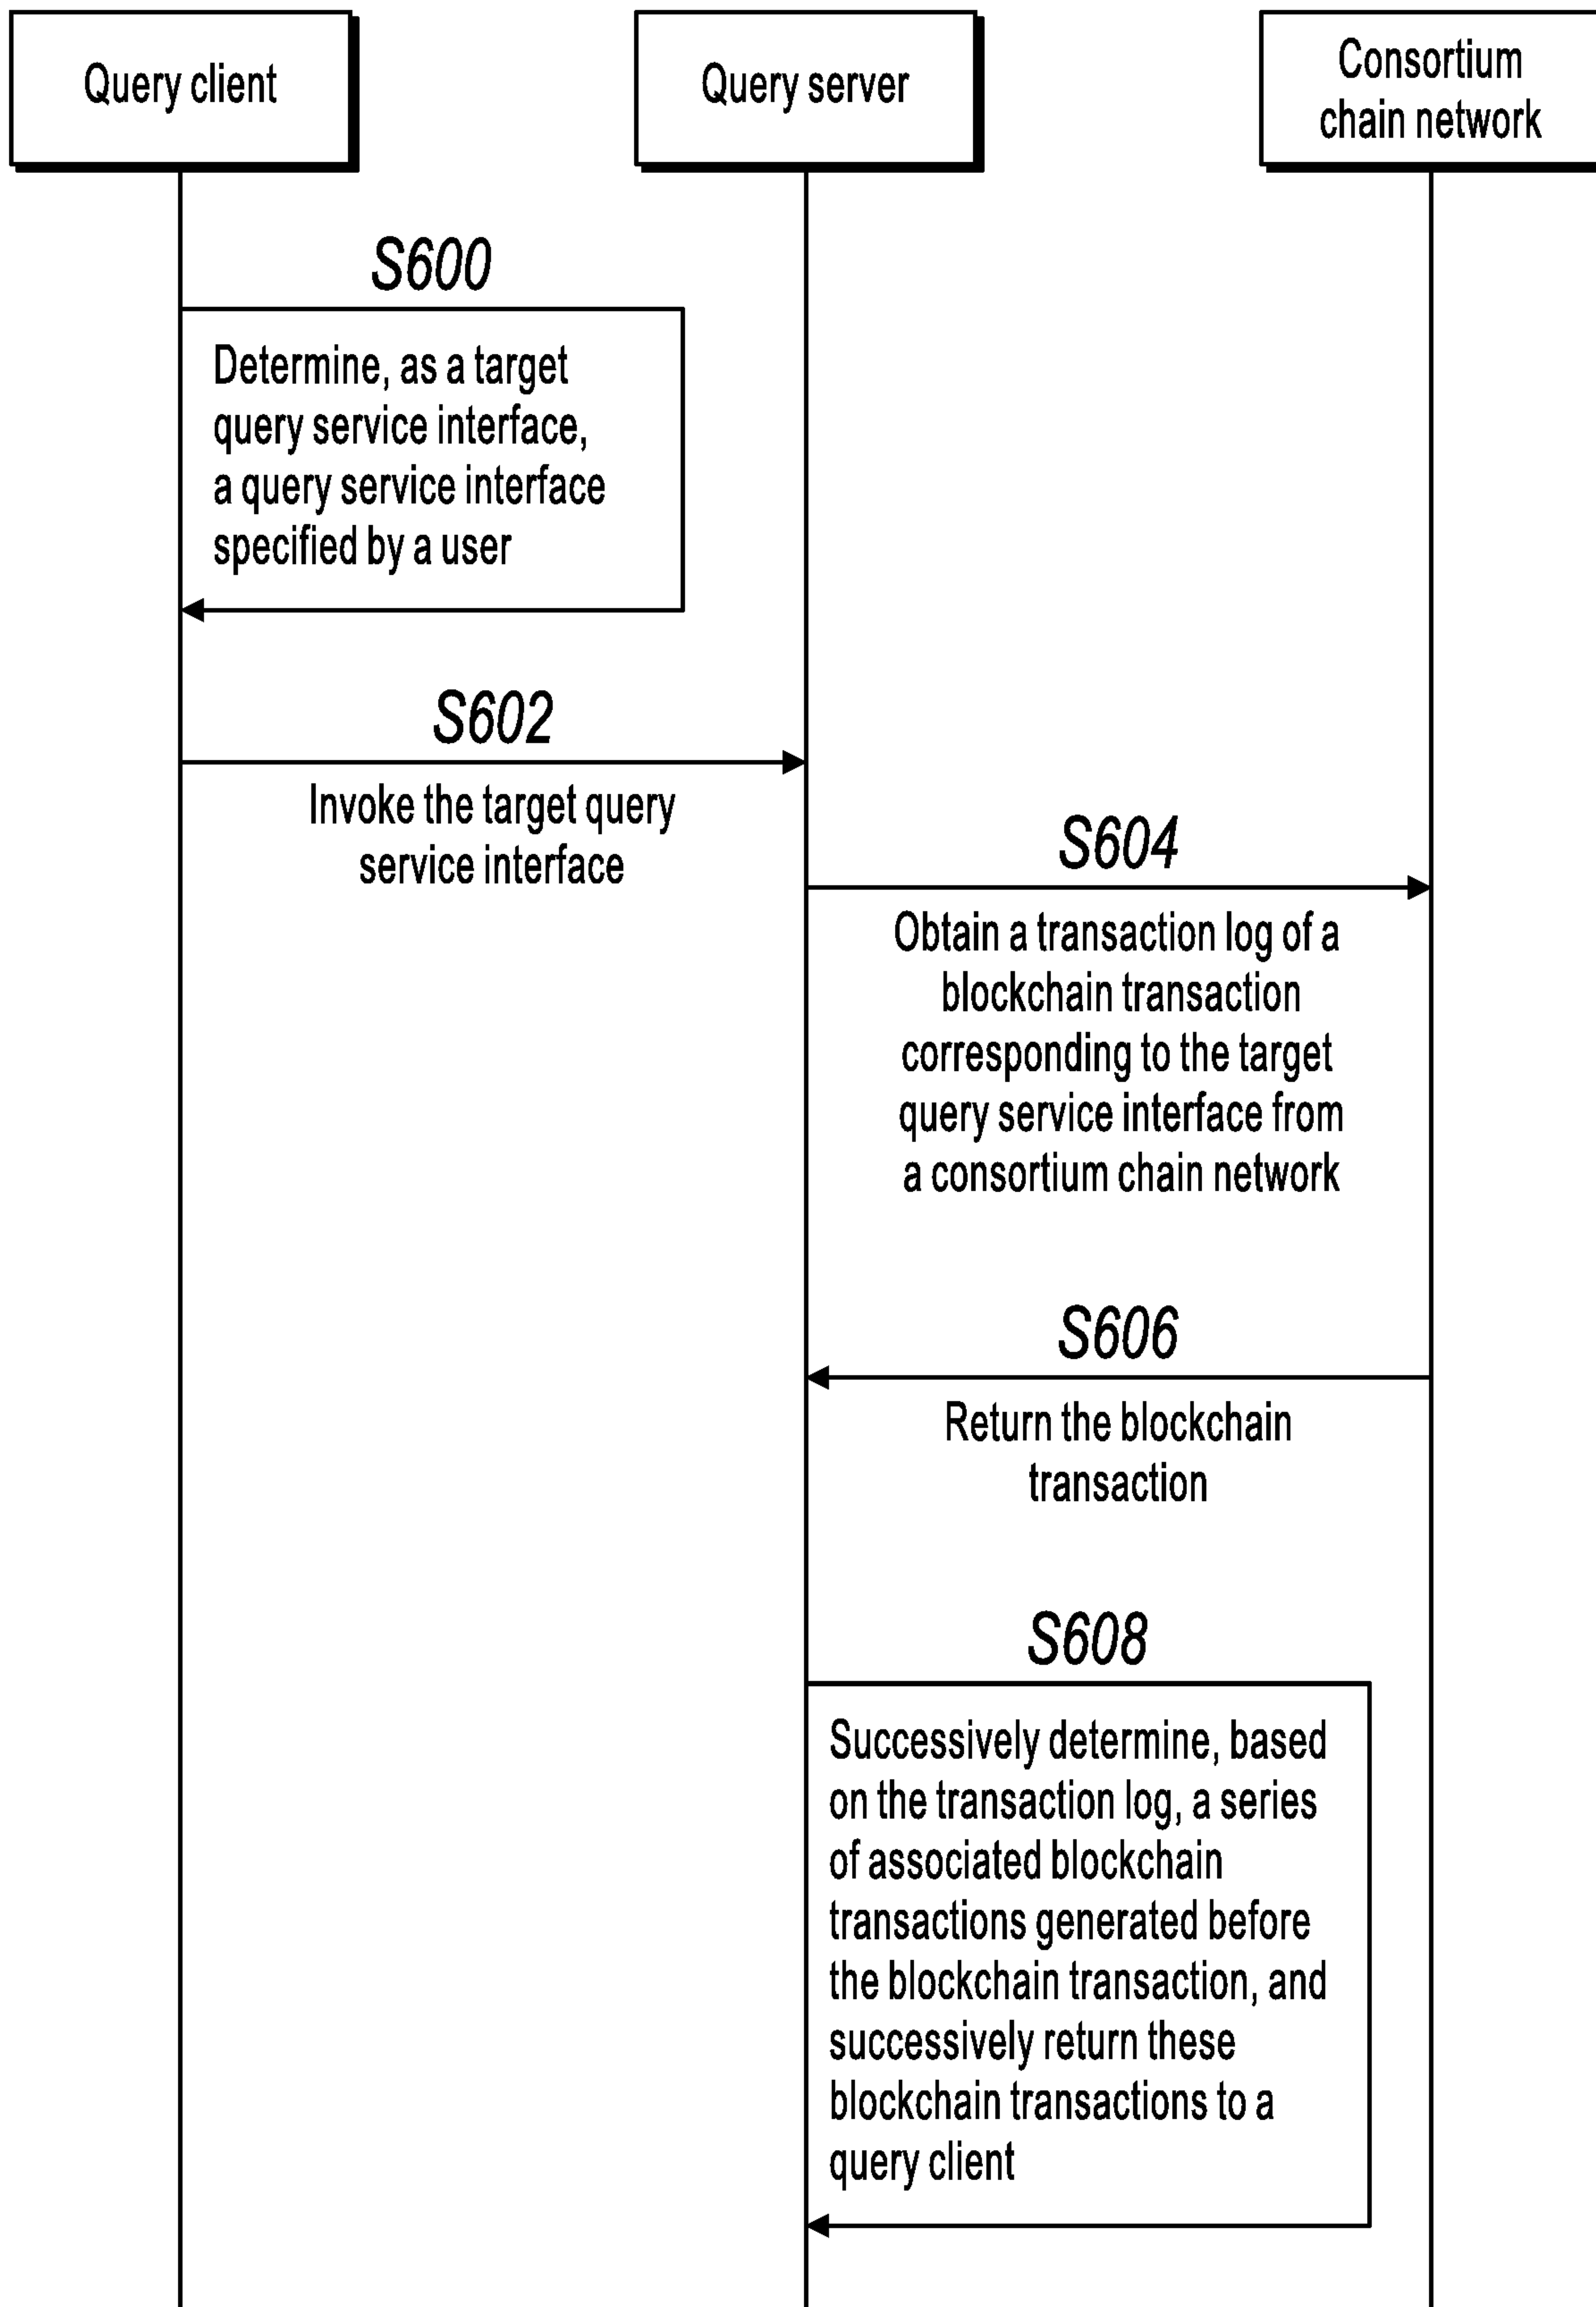 Query client
Query server
Consortium
chain network
S600
Determine, as a target
query service interface,
a query service interface
specified by a user
S602
Invoke the target query
service interface
S604
Obtain a transaction log of a
blockchain transaction
corresponding to the target
query service interface from
a consortium chain network
S606
Return the blockchain
transaction
S608
Successively determine, based
on the transaction log, a series
of associated blockchain
transactions generated before
the blockchain transaction, and
successively return these
blockchain transactions to a
query client